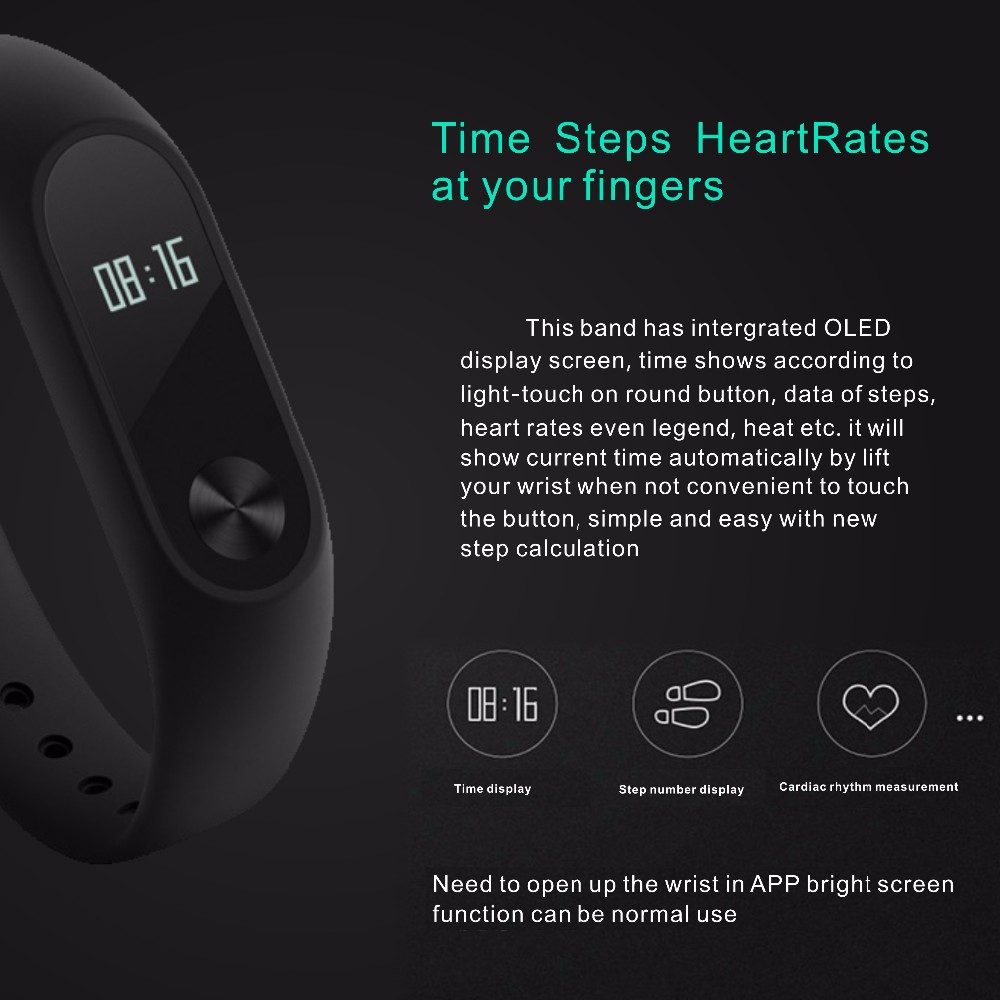 08:16
Time Steps HeartRates
at your fingers
This band has intergrated OLED
display screen, time shows according to
light-touch on round button, data of steps,
heart rates even legend, heat etc. it will
show current time automatically by lift
your wrist when not convenient to touch
the button, simple and easy with new
step calculation
08:16
...
Time display
Step number display
Cardiac rhythm measurement
Need to open up the wrist in APP bright screen
function can be normal use